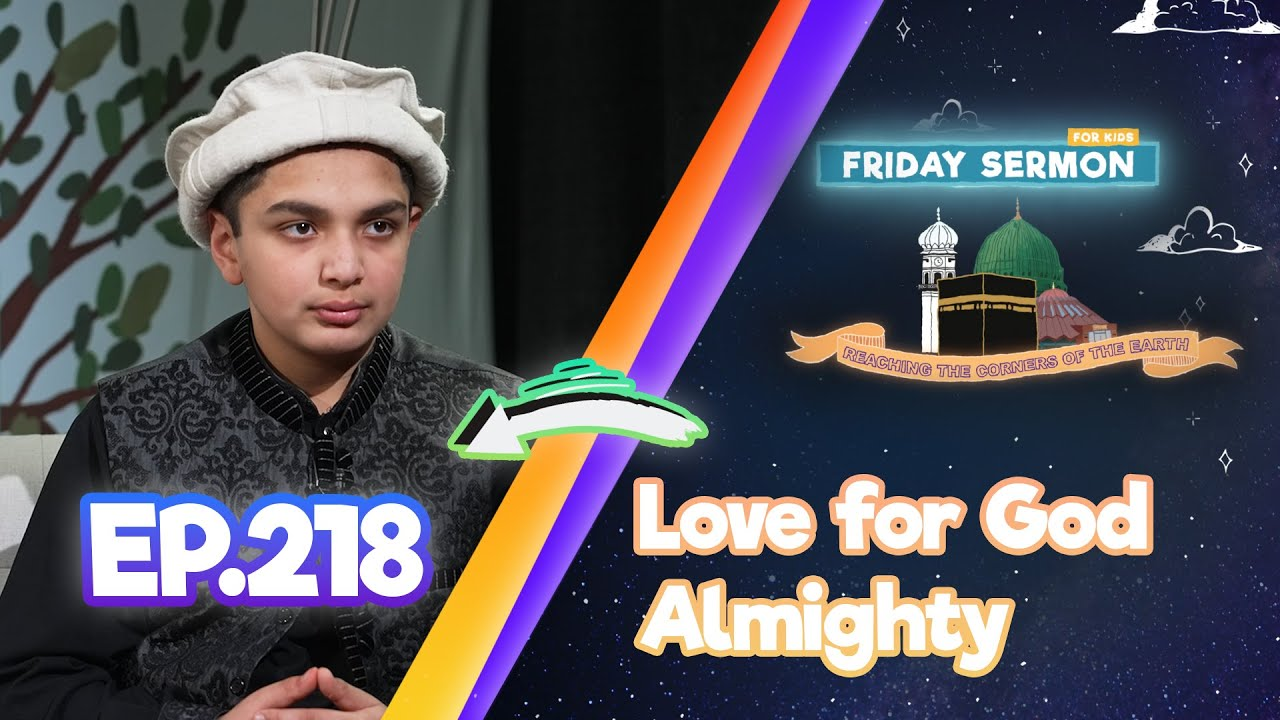 FOR KIDS
FRIDAY SERMON
REACHING THE CORNERS OF THE EARTH
EP.218
Love for God
Almighty